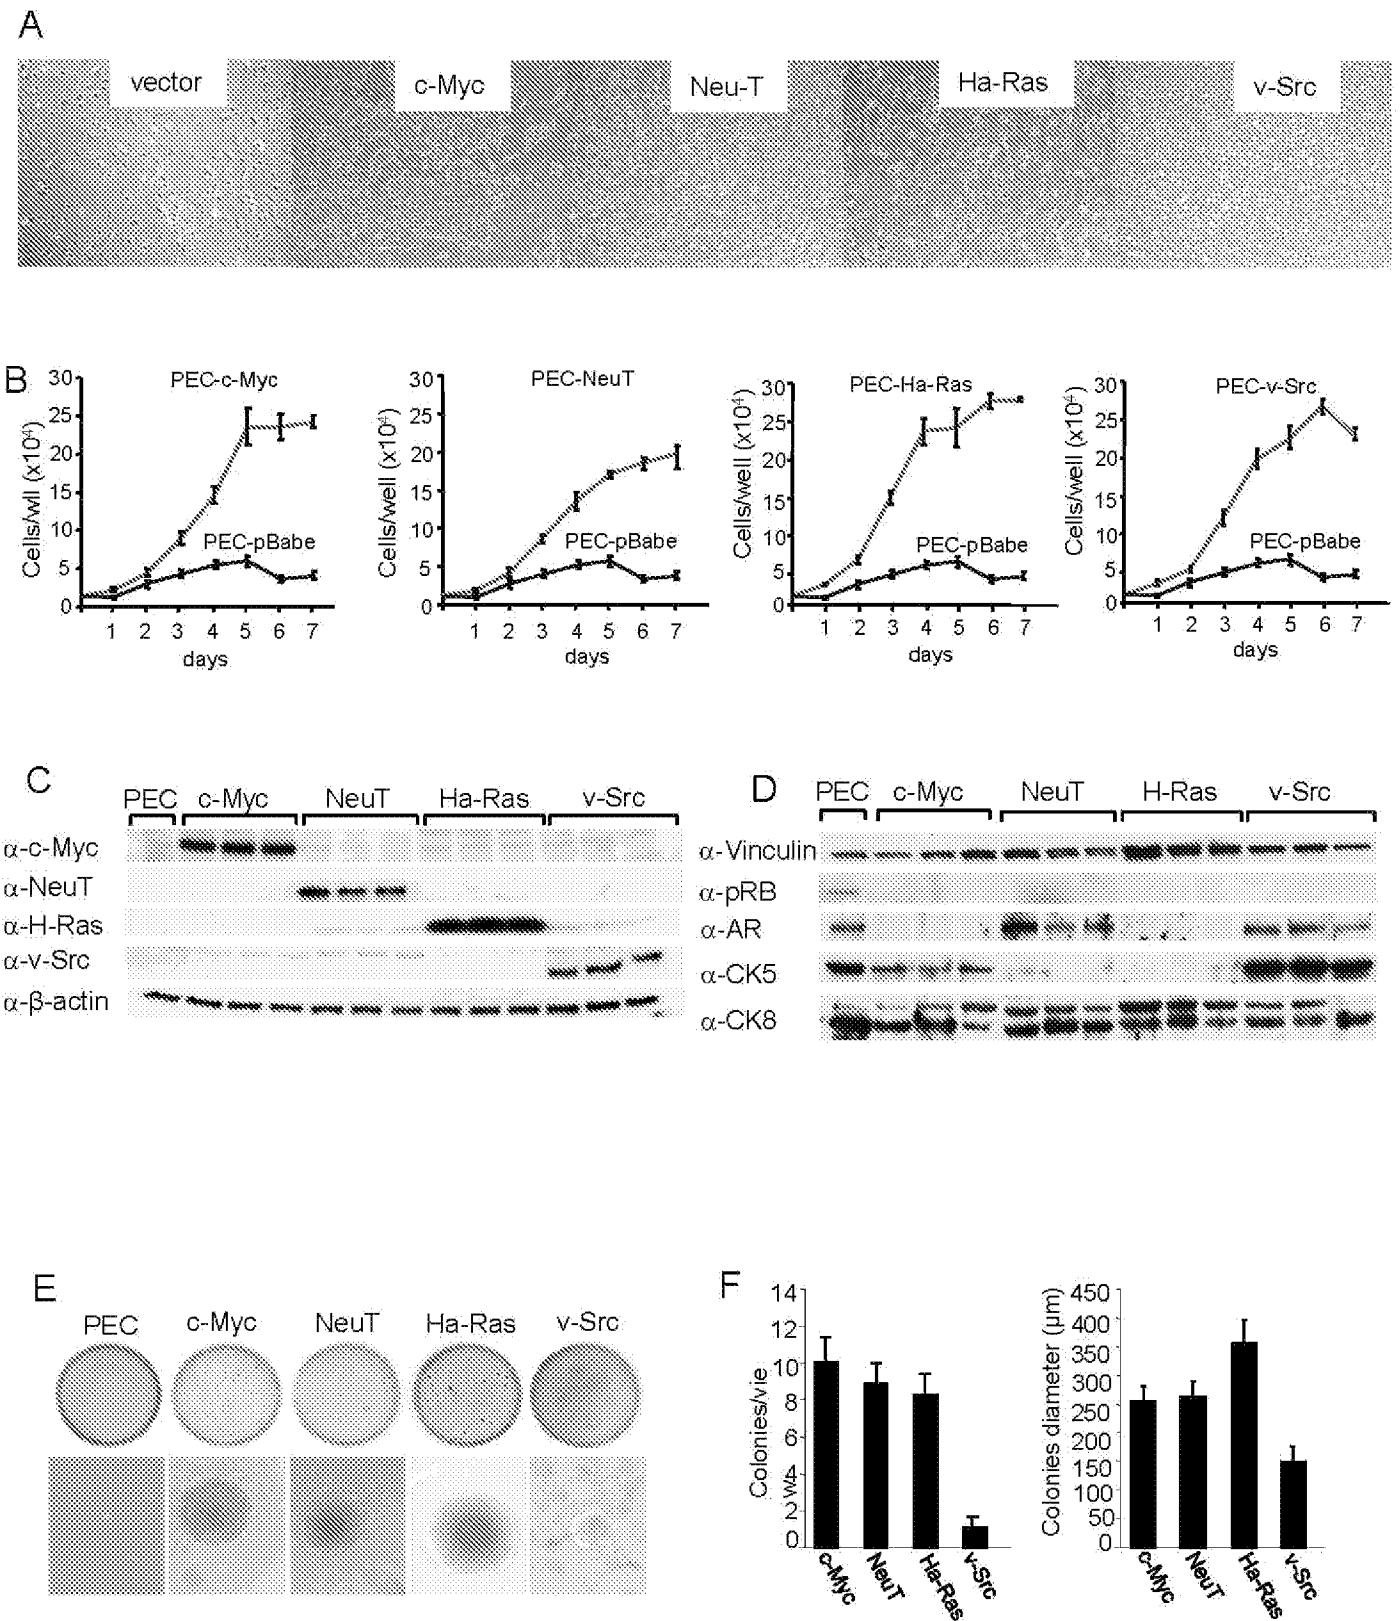 A
vector c-Myc Neu-T Ha-Ras v-Src
B
PEC-c-Myc PEC-NeuT PEC-Ha-Ras PEC-v-Src
Cells/wll (x10⁴)
30
25
20
15
10
5
0
PEC-pBabe
1 2 3 4 5 6 7
days
Cells/well (x10⁴)
30
25
20
15
10
5
0
PEC-pBabe
1 2 3 4 5 6 7
days
Cells/well (x10⁴)
30
25
20
15
10
5
0
PEC-pBabe
1 2 3 4 5 6 7
days
Cells/well (x10⁴)
30
25
20
15
10
5
0
PEC-pBabe
1 2 3 4 5 6 7
days
C
PEC c-Myc NeuT Ha-Ras v-Src
α-c-Myc
α-NeuT
α-H-Ras
α-v-Src
α-β-actin
D
PEC c-Myc NeuT H-Ras v-Src
α-Vinculin
α-pRB
α-AR
α-CK5
α-CK8
E
PEC c-Myc NeuT Ha-Ras v-Src
F
Colonies/vie
w
14
12
10
8
6
4
2
0
c-Myc NeuT Ha-Ras v-Src
Colonies diameter (µm)
450
400
350
300
250
200
150
100
50
0
c-Myc NeuT Ha-Ras v-Src